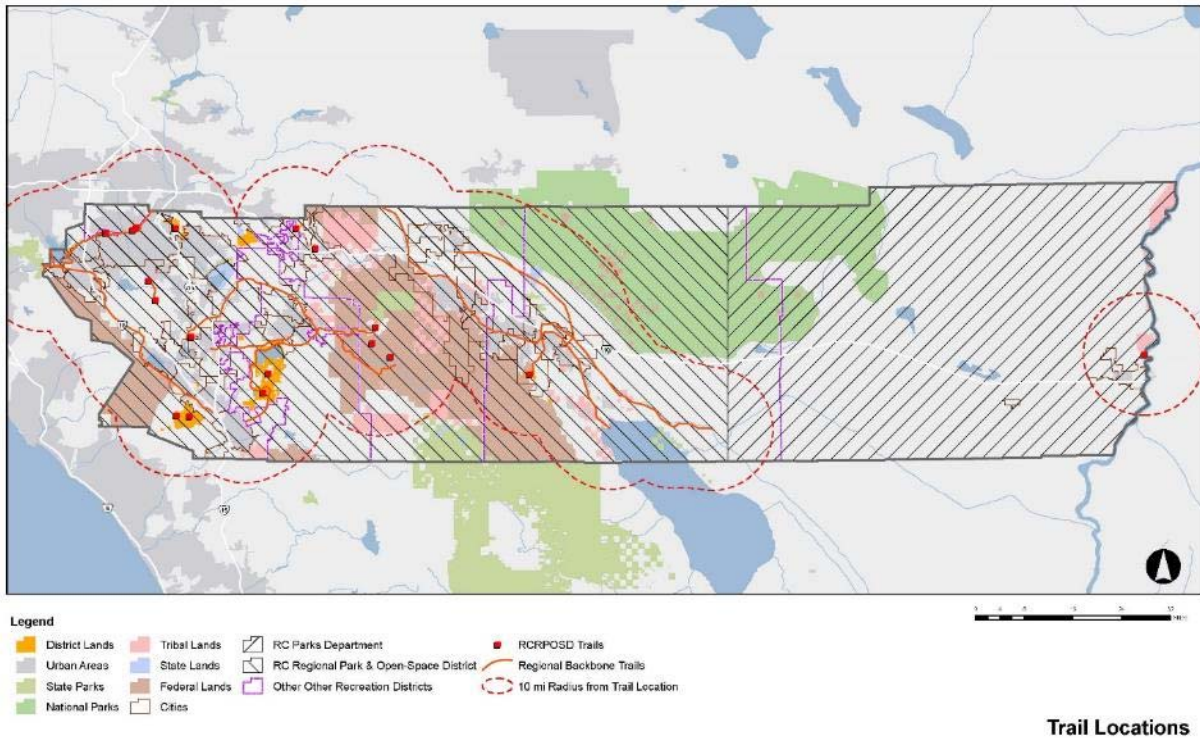 Legend
District Lands
Tribal Lands
RC Parks Department
RCRPOSD Trails
Urban Areas
State Lands
RC Regional Park & Open-Space District
Regional Backbone Trails
State Parks
Federal Lands
Other Other Recreation Districts
10 mi Radius from Trail Location
National Parks
Cities
Trail Locations